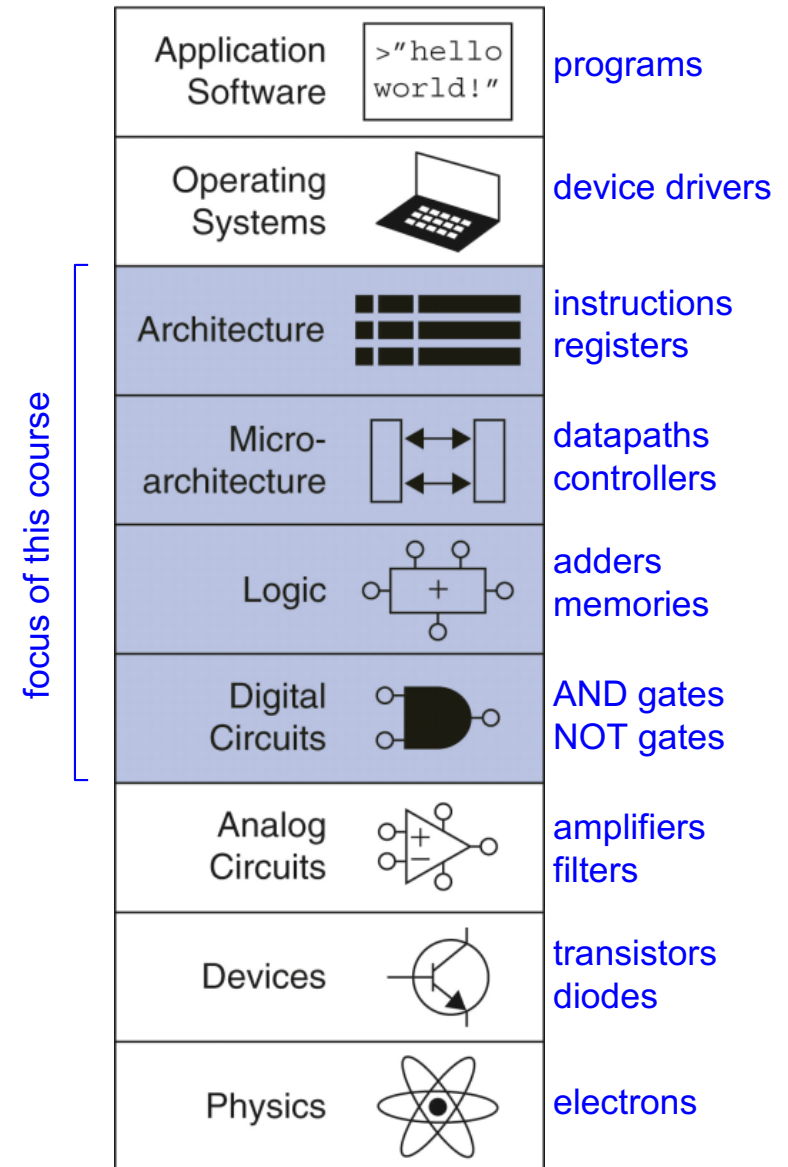 Application
Software
>"hello
world!"
programs
Operating
Systems
device drivers
focus of this course
Architecture
instructions
registers
Micro-
architecture
datapaths
controllers
Logic
+
adders
memories
Digital
Circuits
AND gates
NOT gates
Analog
Circuits
+
−
amplifiers
filters
Devices
transistors
diodes
Physics
electrons